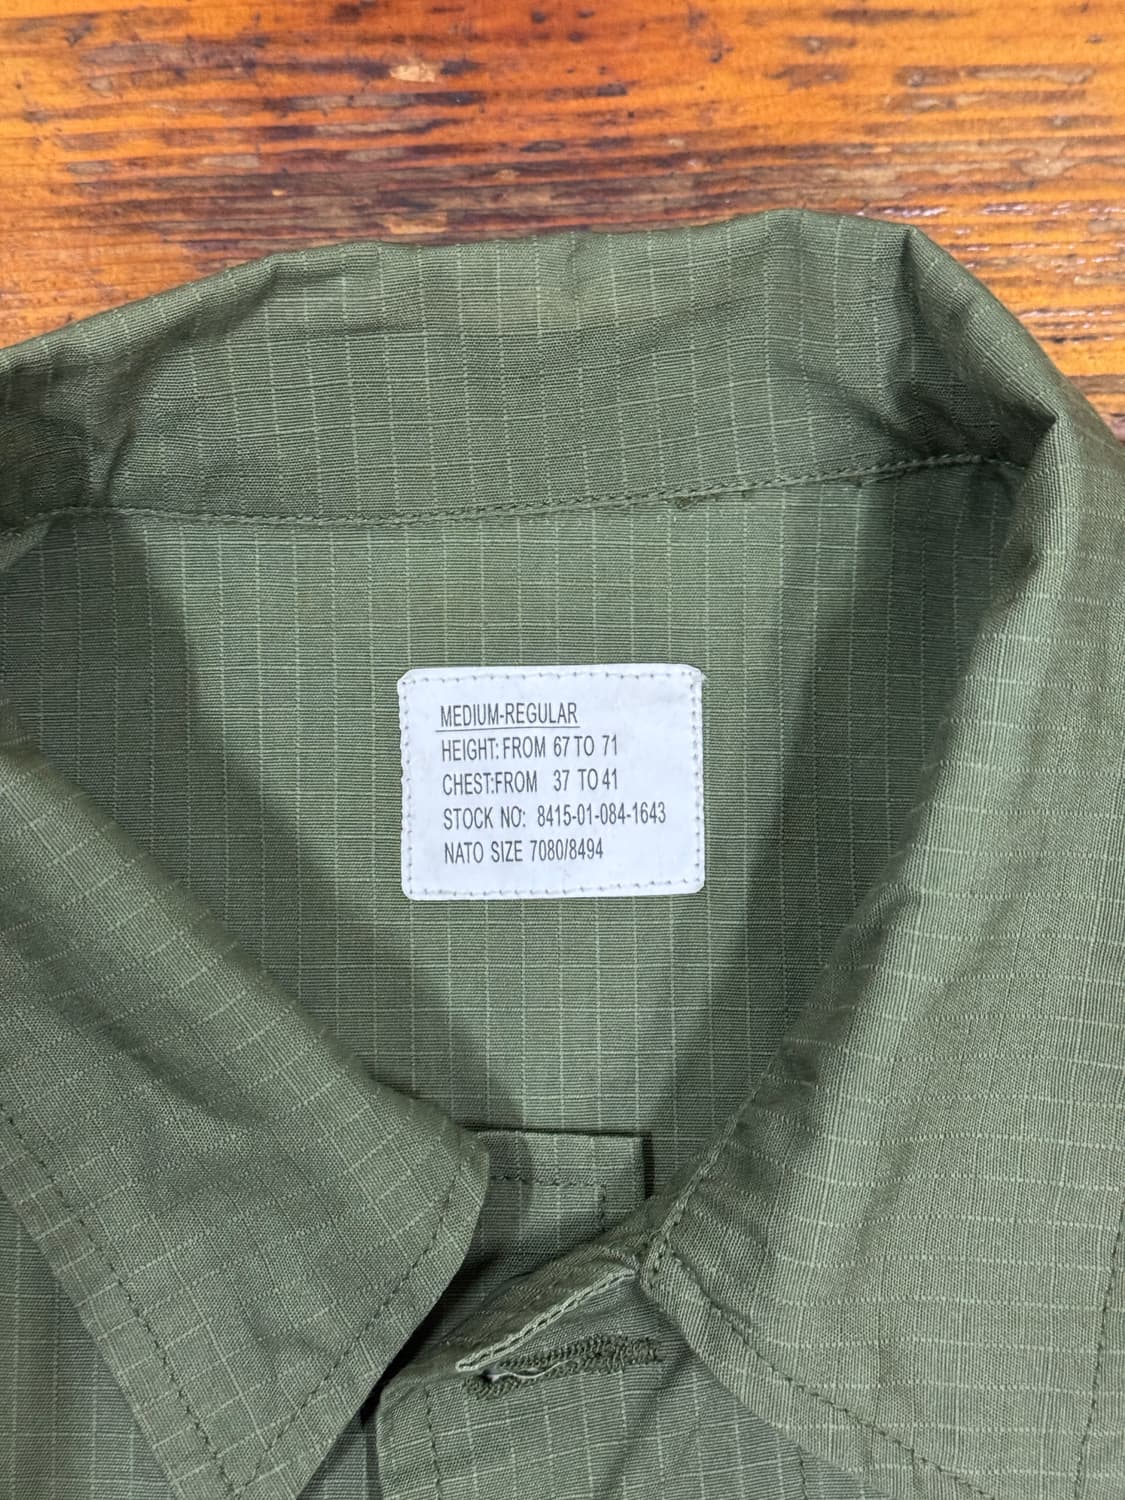 MEDIUM-REGULAR
HEIGHT: FROM 67 TO 71
CHEST:FROM 37 TO 41
STOCK NO: 8415-01-084-1643
NATO SIZE 7080/8494